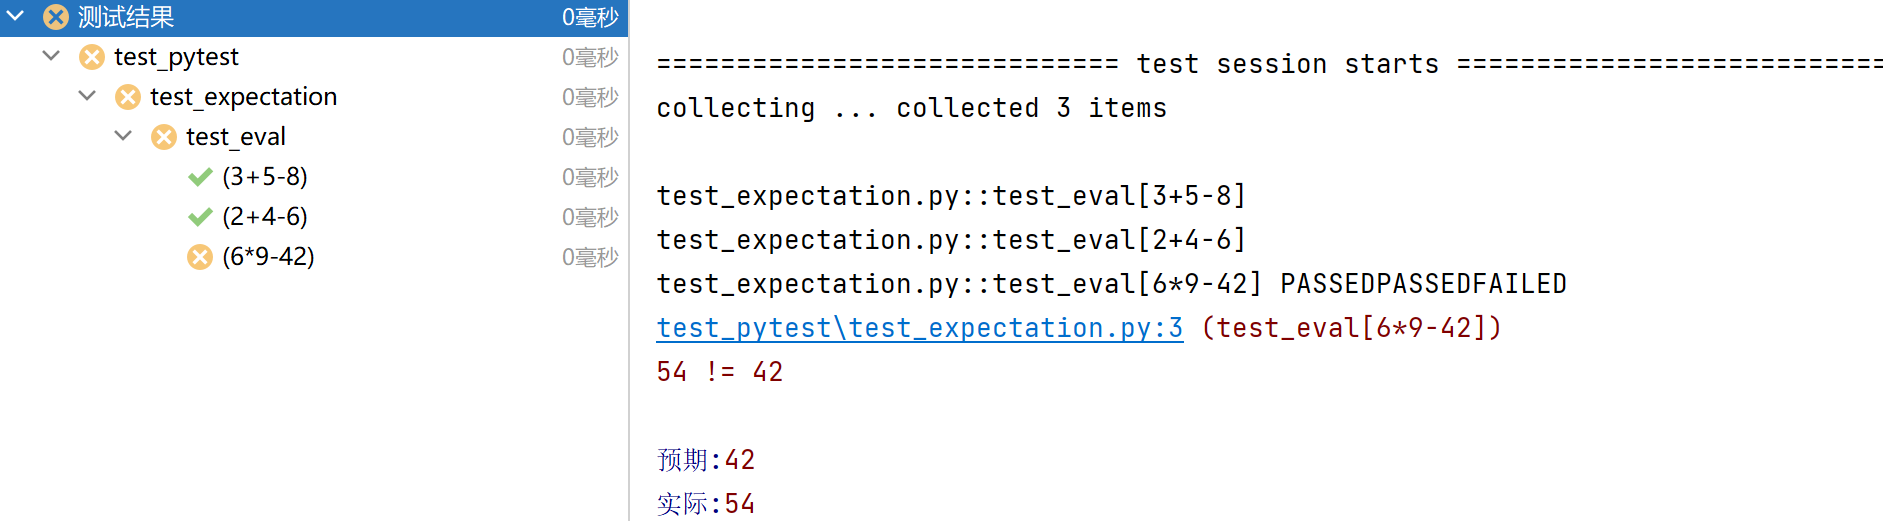 测试结果 0毫秒
test_pytest 0毫秒
test_expectation 0毫秒
test_eval 0毫秒
(3+5-8) 0毫秒
(2+4-6) 0毫秒
(6*9-42) 0毫秒
============================= test session starts ===========================
collecting ... collected 3 items
test_expectation.py::test_eval[3+5-8]
test_expectation.py::test_eval[2+4-6]
test_expectation.py::test_eval[6*9-42] PASSEDPASSEDFAILED
test_pytest\test_expectation.py:3 (test_eval[6*9-42])
54 != 42
预期:42
实际:54